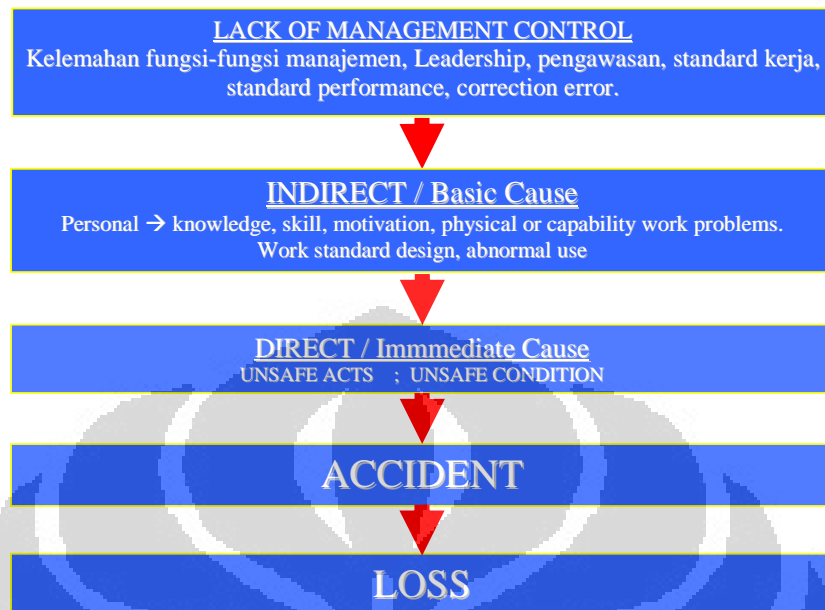 LACK OF MANAGEMENT CONTROL
Kelemahan fungsi-fungsi manajemen, Leadership, pengawasan, standard kerja,
standard performance, correction error.
INDIRECT / Basic Cause
Personal → knowledge, skill, motivation, physical or capability work problems.
Work standard design, abnormal use
DIRECT / Immmediate Cause
UNSAFE ACTS ; UNSAFE CONDITION
ACCIDENT
LOSS